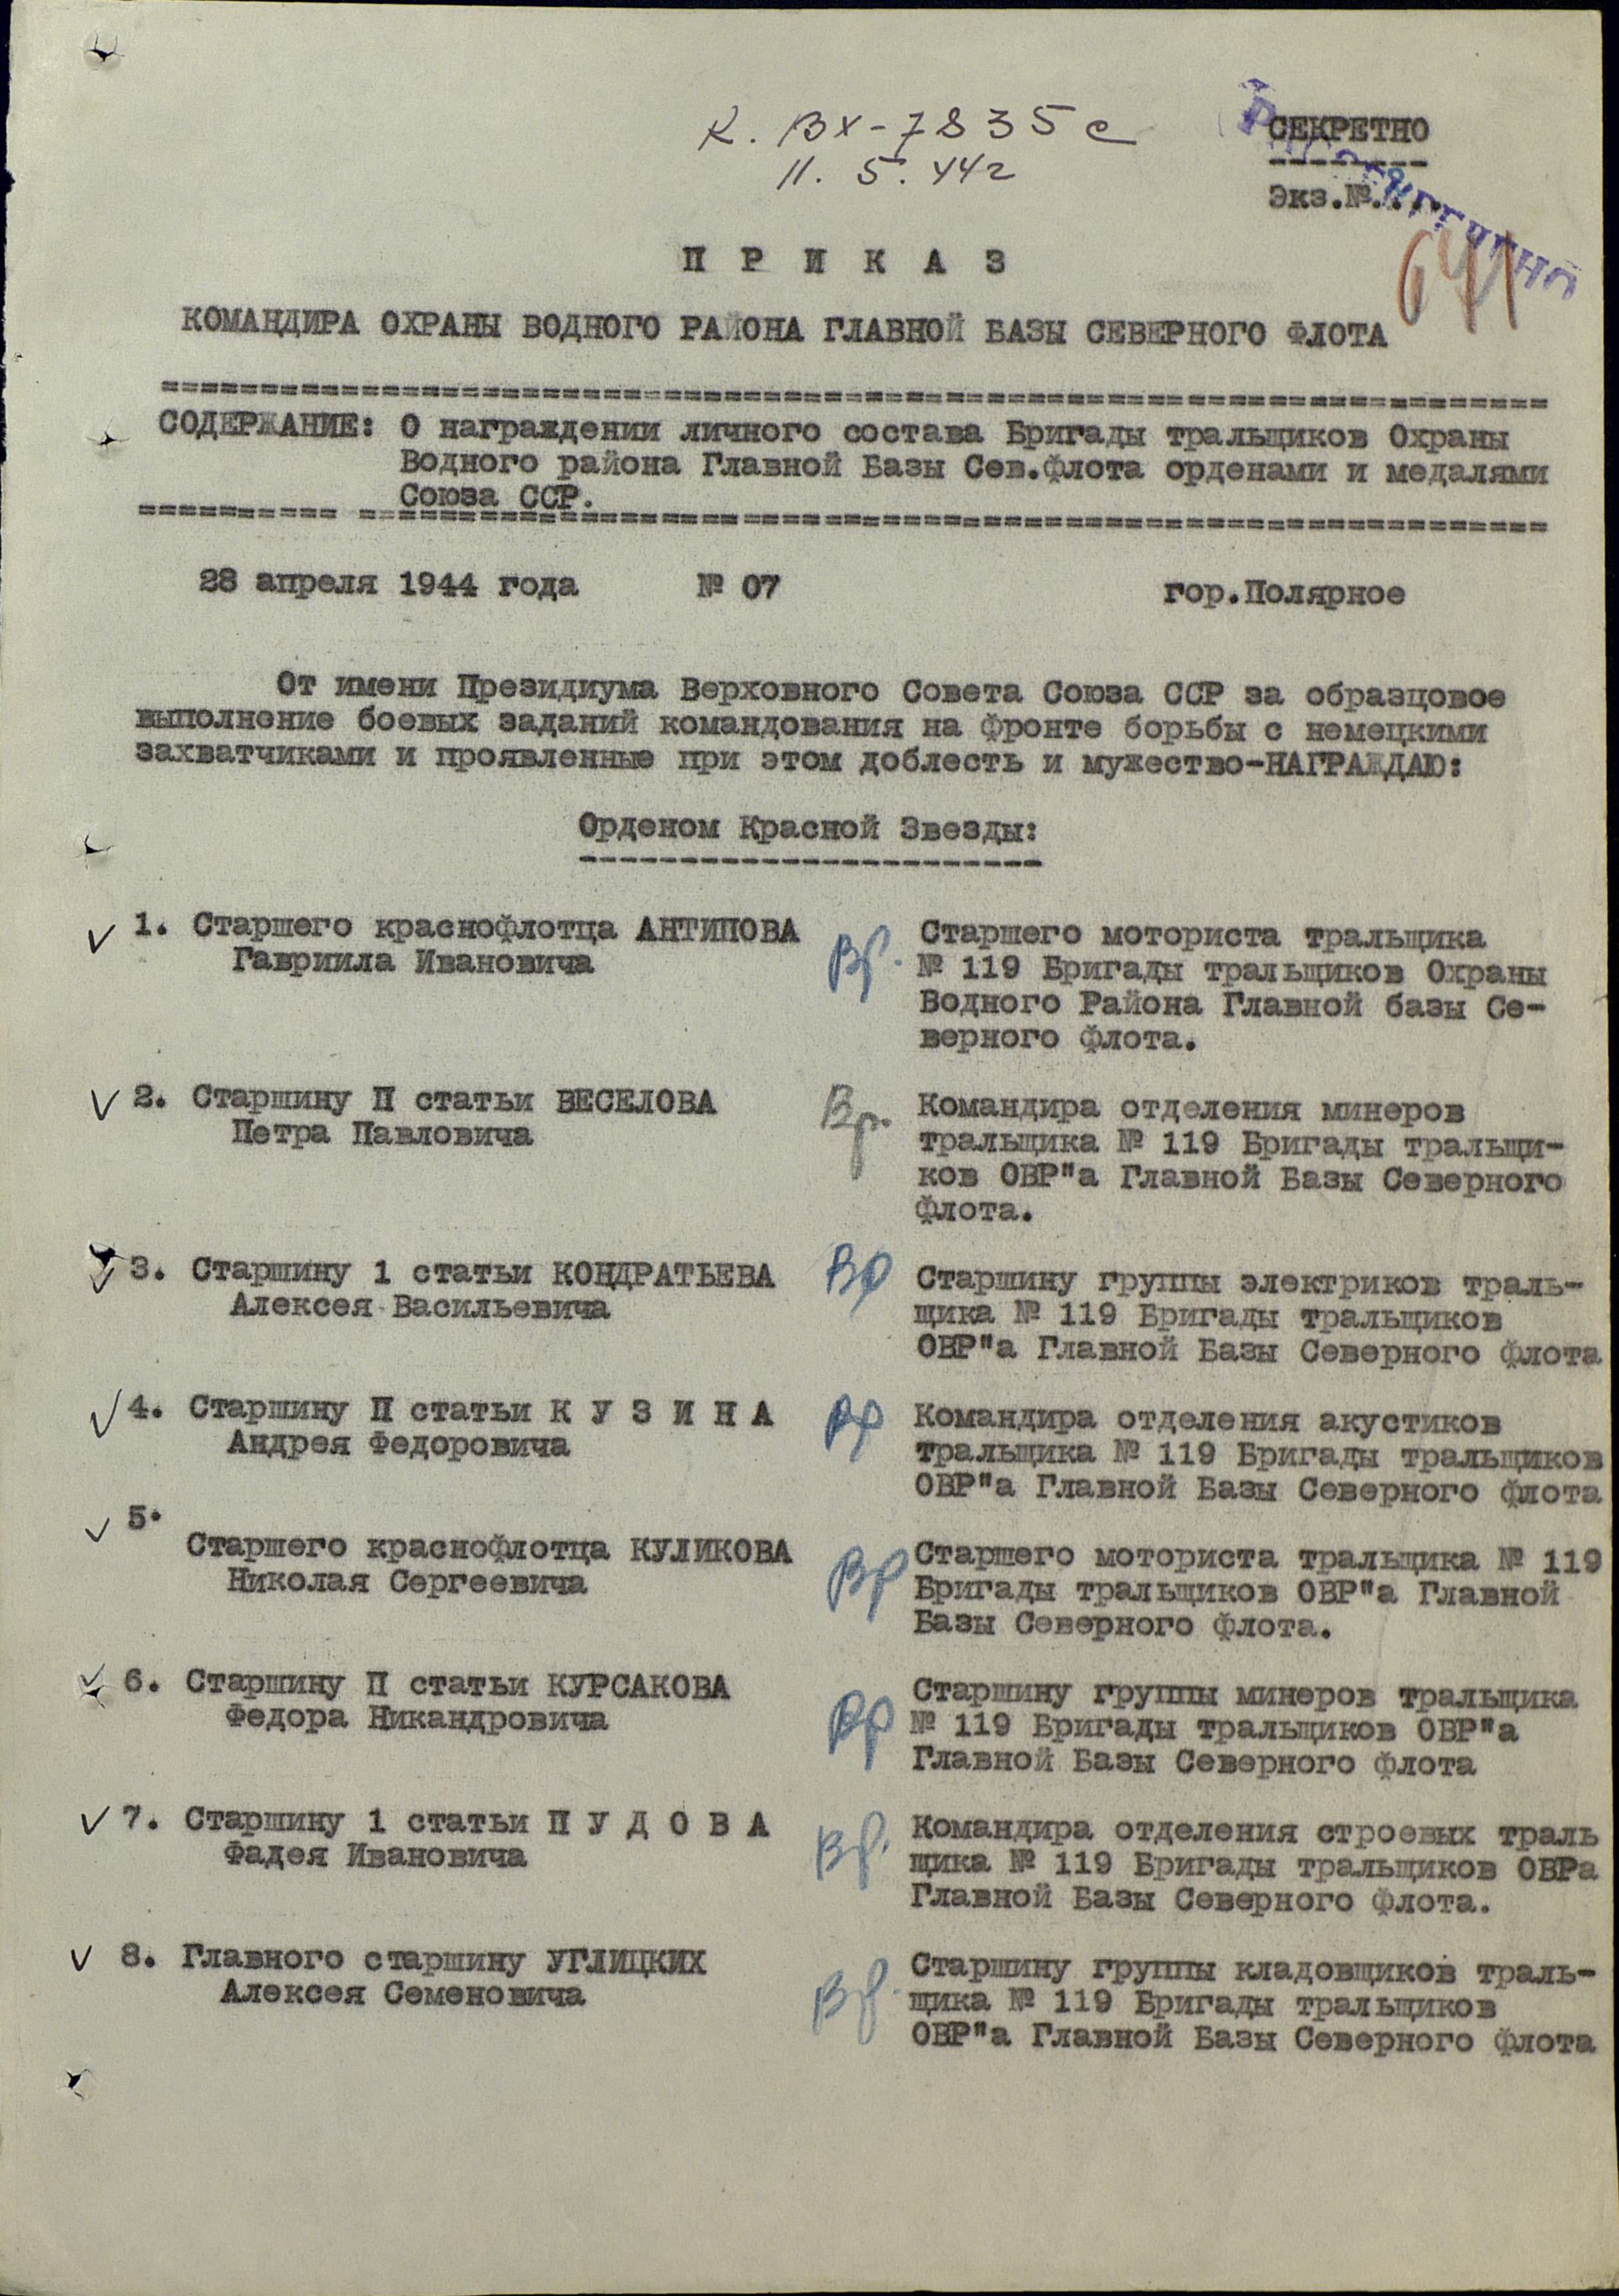 К. вх-7835с
11. 5. 44г
СЕКРЕТНО
Экз.№....
641
П Р И К А З
КОМАНДИРА ОХРАНЫ ВОДНОГО РАЙОНА ГЛАВНОЙ БАЗЫ СЕВЕРНОГО ФЛОТА
СОДЕРЖАНИЕ: О награждении личного состава Бригады тральщиков Охраны
Водного района Главной Базы Сев.флота орденами и медалями
Союза ССР.
28 апреля 1944 года № 07 гор.Полярное
От имени Президиума Верховного Совета Союза ССР за образцовое
выполнение боевых заданий командования на фронте борьбы с немецкими
захватчиками и проявленные при этом доблесть и мужество-НАГРАЖДАЮ:
Орденом Красной Звезды:
1. Старшего краснофлотца АНТИПОВА
Гавриила Ивановича
Вр.
Старшего моториста тральщика
№ 119 Бригады тральщиков Охраны
Водного Района Главной базы Се-
верного флота.
2. Старшину II статьи ВЕСЕЛОВА
Петра Павловича
Вр.
Командира отделения минеров
тральщика № 119 Бригады тральщи-
ков ОВР"а Главной Базы Северного
флота.
3. Старшину 1 статьи КОНДРАТЬЕВА
Алексея Васильевича
Вр
Старшину группы электриков траль-
щика № 119 Бригады тральщиков
ОВР"а Главной Базы Северного флота
4. Старшину II статьи К У З И Н А
Андрея Федоровича
Вр
Командира отделения акустиков
тральщика № 119 Бригады тральщиков
ОВР"а Главной Базы Северного флота
5.
Старшего краснофлотца КУЛИКОВА
Николая Сергеевича
Вр
Старшего моториста тральщика № 119
Бригады тральщиков ОВР"а Главной
Базы Северного флота.
6. Старшину II статьи КУРСАКОВА
Федора Никандровича
Вр
Старшину группы минеров тральщика
№ 119 Бригады тральщиков ОВР"а
Главной Базы Северного флота
7. Старшину 1 статьи П У Д О В А
Фадея Ивановича
Вр.
Командира отделения строевых траль
щика № 119 Бригады тральщиков ОВРа
Главной Базы Северного флота.
8. Главного старшину УГЛИЦКИХ
Алексея Семеновича
Вр.
Старшину группы кладовщиков траль-
щика № 119 Бригады тральщиков
ОВР"а Главной Базы Северного флота